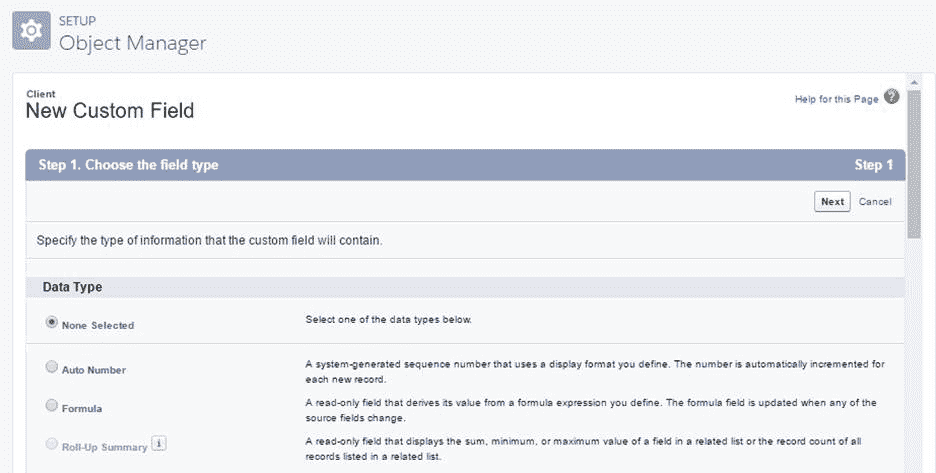 SETUP
Object Manager
Client
New Custom Field
Help for this Page ?
Step 1. Choose the field type Step 1
Next Cancel
Specify the type of information that the custom field will contain.
Data Type
None Selected Select one of the data types below.
Auto Number A system-generated sequence number that uses a display format you define. The number is automatically incremented for
each new record.
Formula A read-only field that derives its value from a formula expression you define. The formula field is updated when any of the
source fields change.
Roll-Up Summary i A read-only field that displays the sum, minimum, or maximum value of a field in a related list or the record count of all
records listed in a related list.